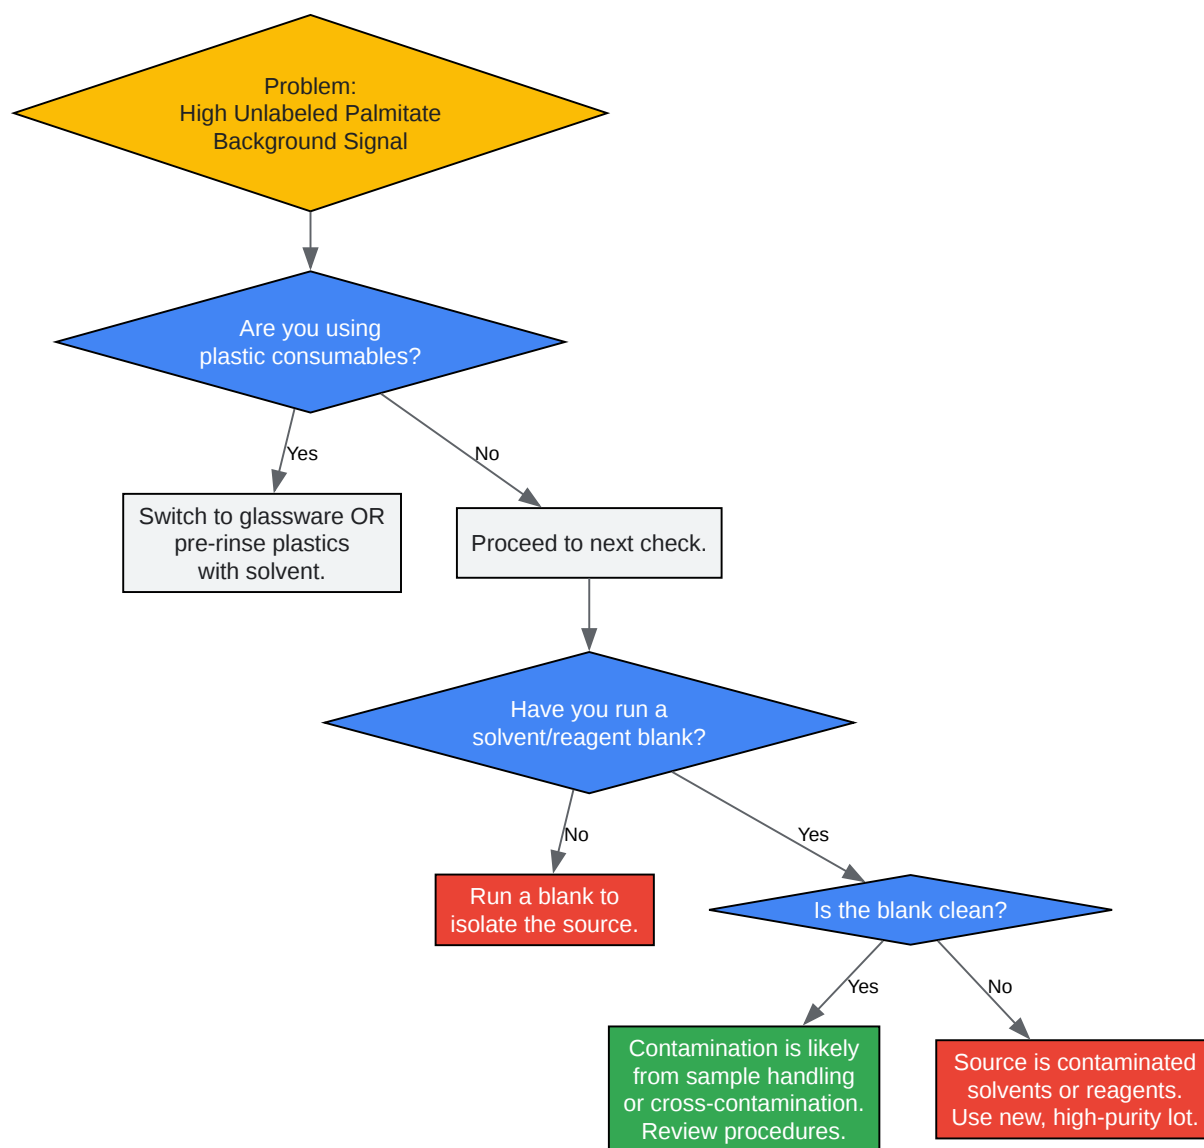 Problem:
High Unlabeled Palmitate
Background Signal
Are you using
plastic consumables?
Yes
No
Switch to glassware OR
pre-rinse plastics
with solvent.
Proceed to next check.
Have you run a
solvent/reagent blank?
No
Yes
Run a blank to
isolate the source.
Is the blank clean?
Yes
No
Contamination is likely
from sample handling
or cross-contamination.
Review procedures.
Source is contaminated
solvents or reagents.
Use new, high-purity lot.